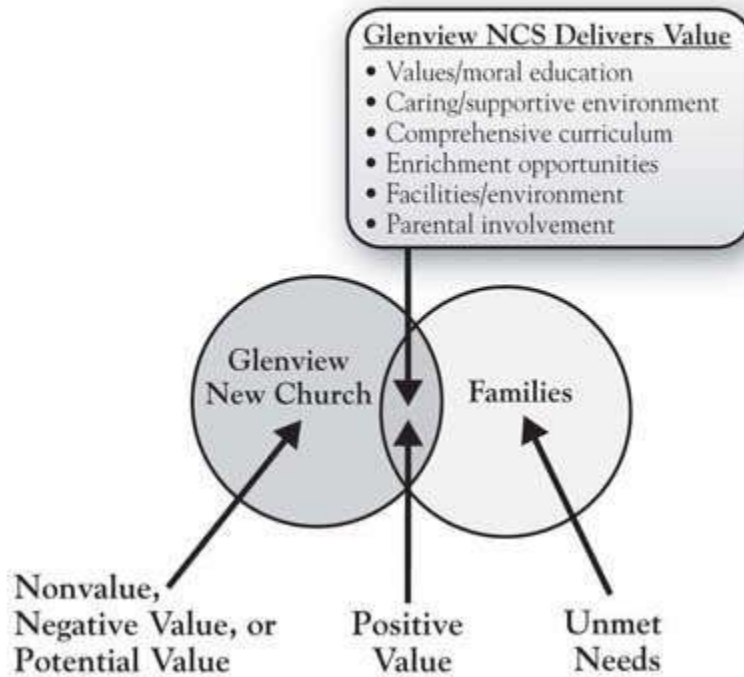 Glenview NCS Delivers Value
• Values/moral education
• Caring/supportive environment
• Comprehensive curriculum
• Enrichment opportunities
• Facilities/environment
• Parental involvement
Glenview
New Church
Families
Nonvalue,
Negative Value, or
Potential Value
Positive
Value
Unmet
Needs